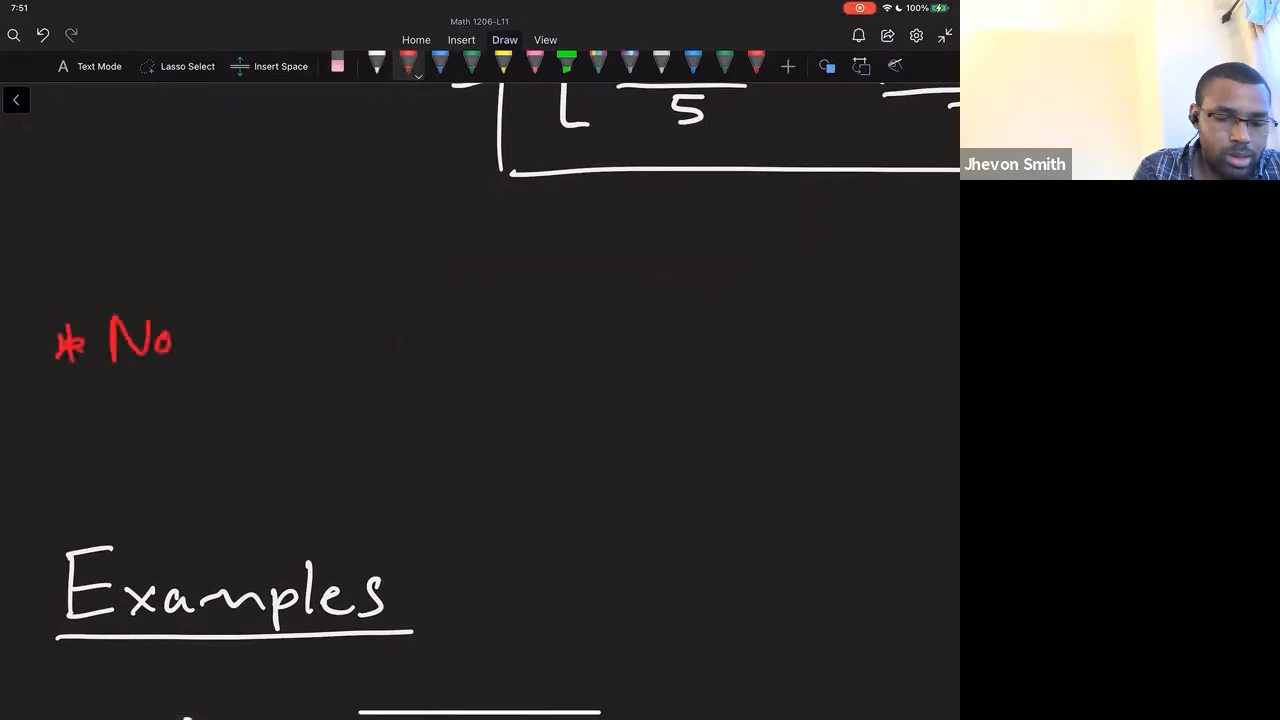 7:51
Math 1206-L11
100%
Home Insert Draw View
Text Mode Lasso Select Insert Space
L 5
Jhevon Smith
* No
Examples